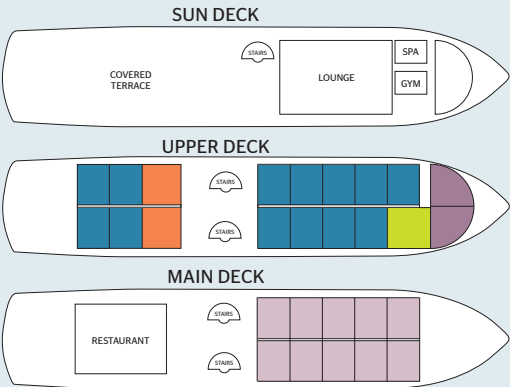 SUN DECK
STAIRS
COVERED
TERRACE
LOUNGE
SPA
GYM
UPPER DECK
STAIRS
STAIRS
MAIN DECK
STAIRS
RESTAURANT
STAIRS